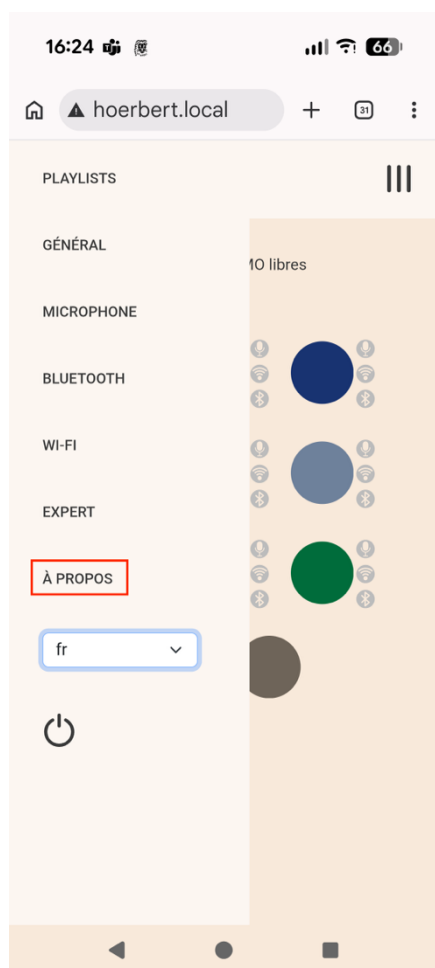 16:24
66
hoerbert.local
31
PLAYLISTS
GÉNÉRAL
MO libres
MICROPHONE
BLUETOOTH
WI-FI
EXPERT
À PROPOS
fr